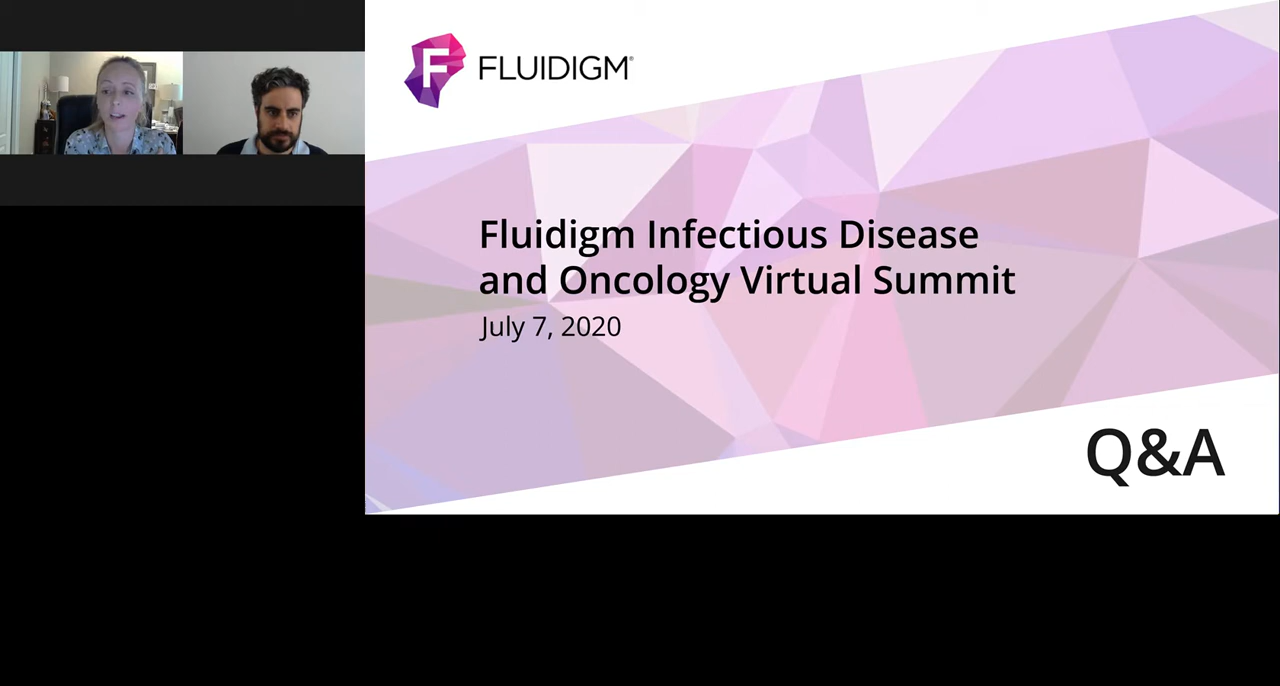 FLUIDIGM®
Fluidigm Infectious Disease
and Oncology Virtual Summit
July 7, 2020
Q&A